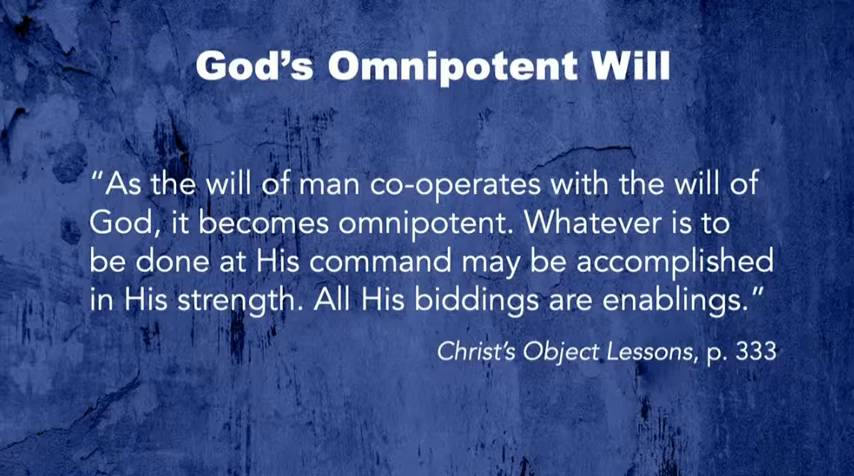 God’s Omnipotent Will
“As the will of man co-operates with the will of
God, it becomes omnipotent. Whatever is to
be done at His command may be accomplished
in His strength. All His biddings are enablings.”
Christ’s Object Lessons, p. 333